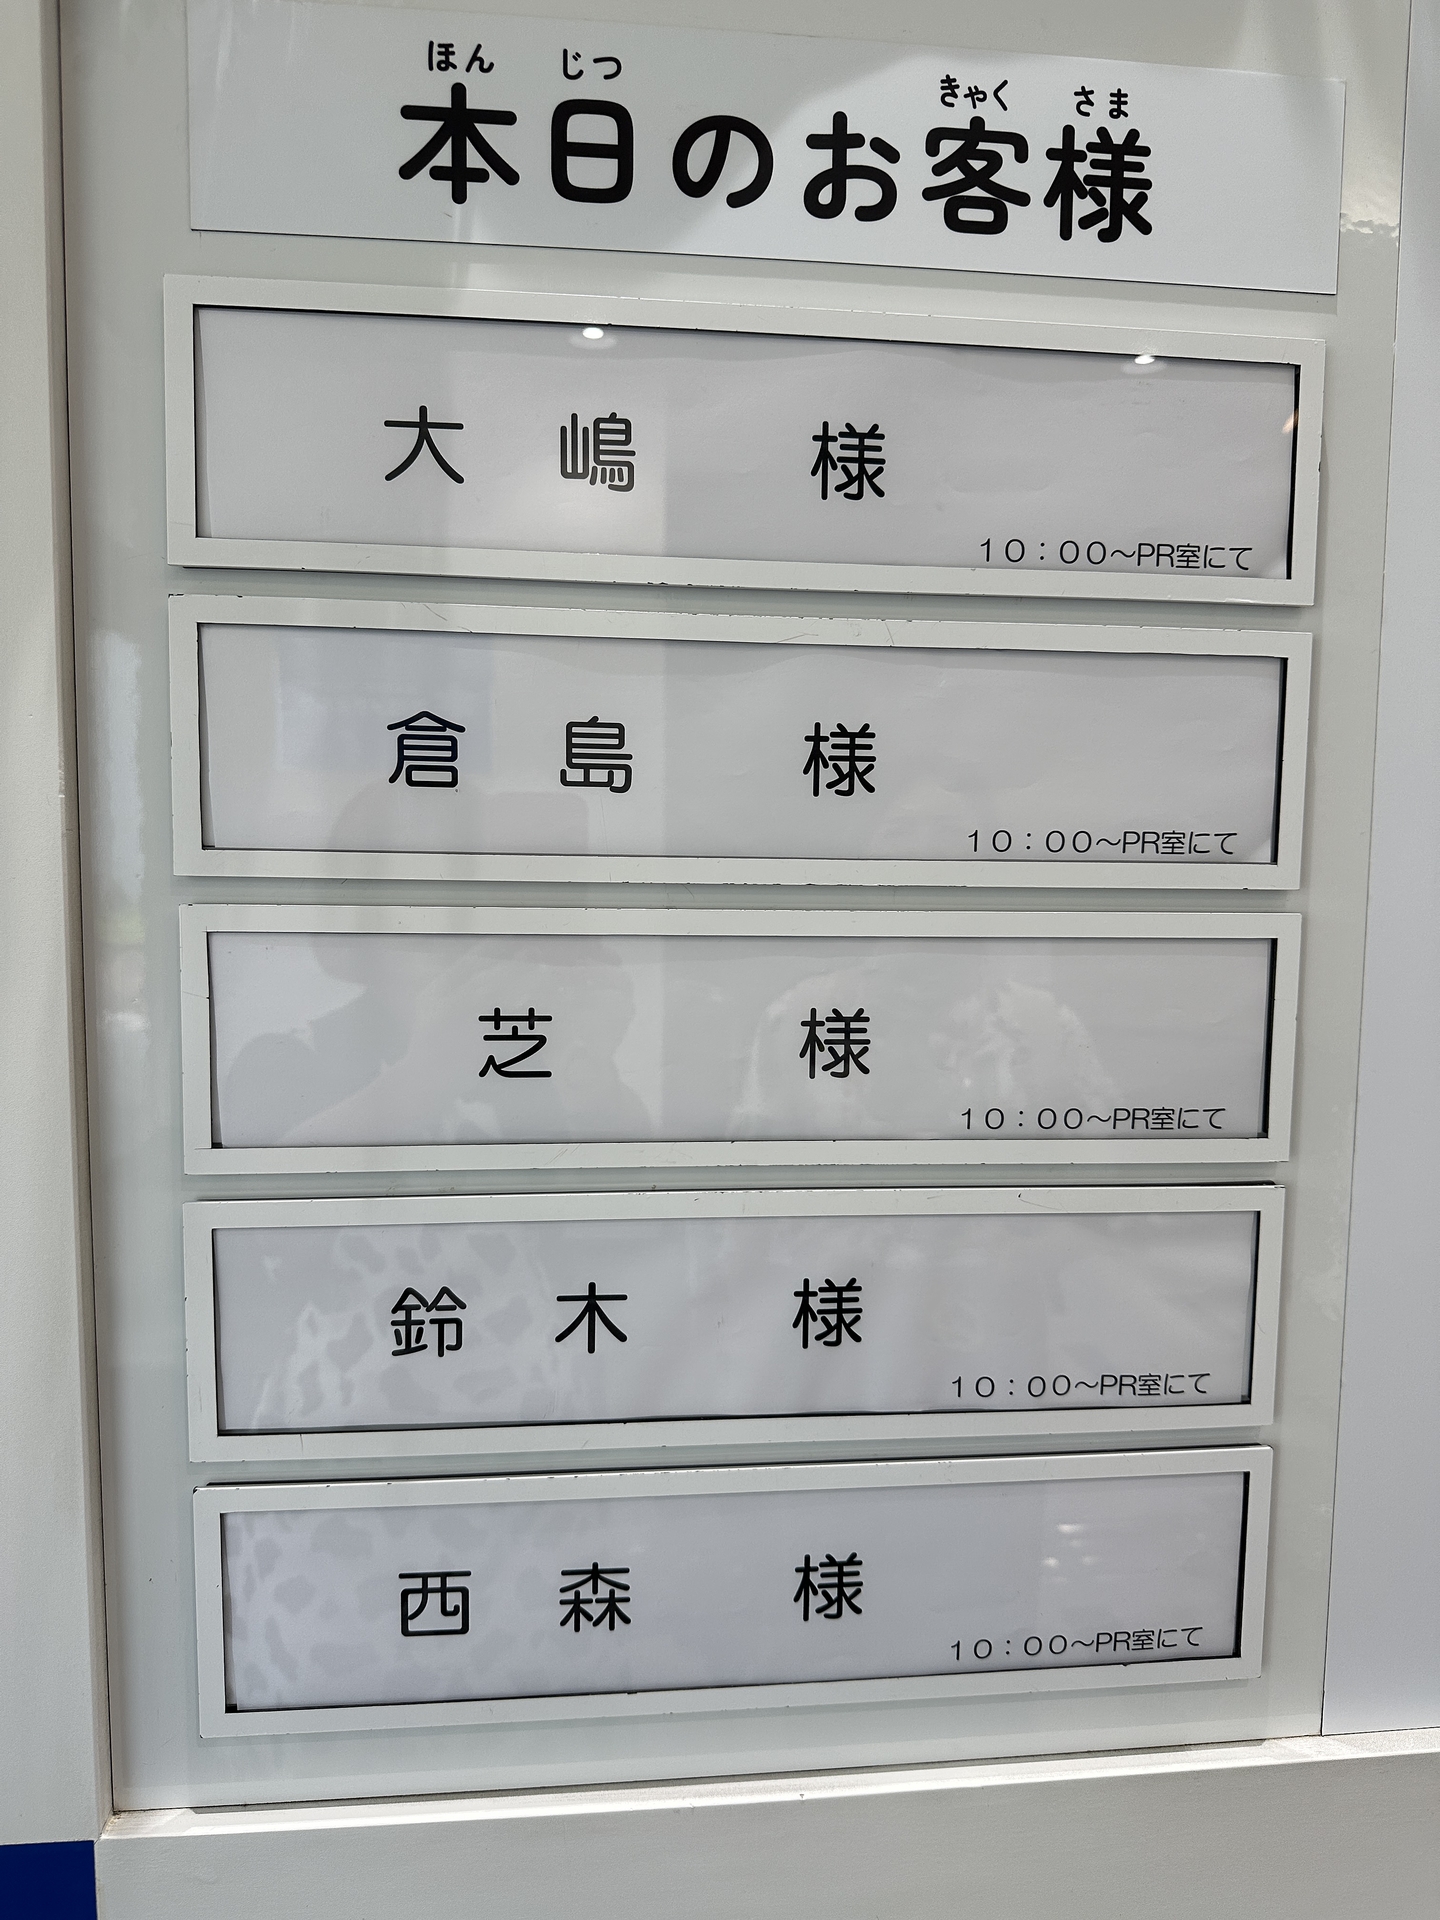 ほん じつ きゃく さま
本日のお客様
大嶋 様
10：00～PR室にて
倉島 様
10：00～PR室にて
芝 様
10：00～PR室にて
鈴木 様
10：00～PR室にて
西森 様
10：00～PR室にて